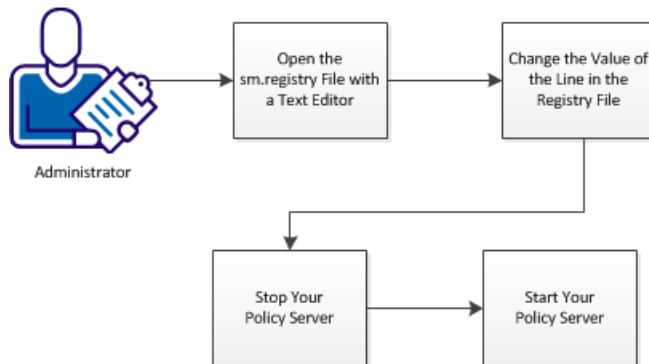 Open the
sm.registry File with
a Text Editor
Change the Value of
the Line in the
Registry File
Administrator
Stop Your
Policy Server
Start Your
Policy Server